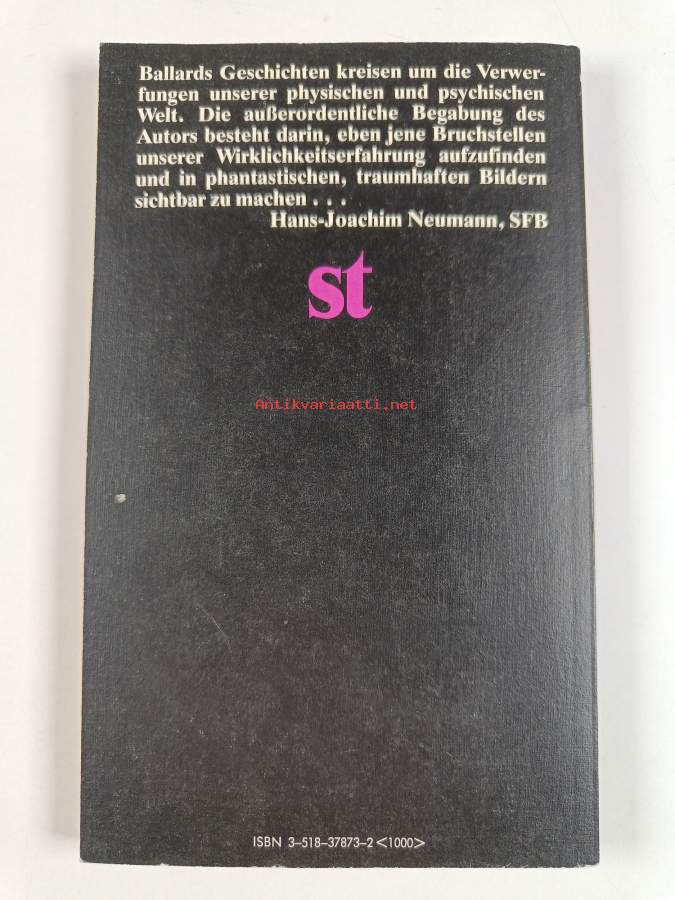 Ballards Geschichten kreisen um die Verwer-
fungen unserer physischen und psychischen
Welt. Die außerordentliche Begabung des
Autors besteht darin, eben jene Bruchstellen
unserer Wirklichkeitserfahrung aufzufinden
und in phantastischen, traumhaften Bildern
sichtbar zu machen . . .
Hans-Joachim Neumann, SFB
st
Antikvariaatti.net
ISBN 3–518–37873–2 <1000>